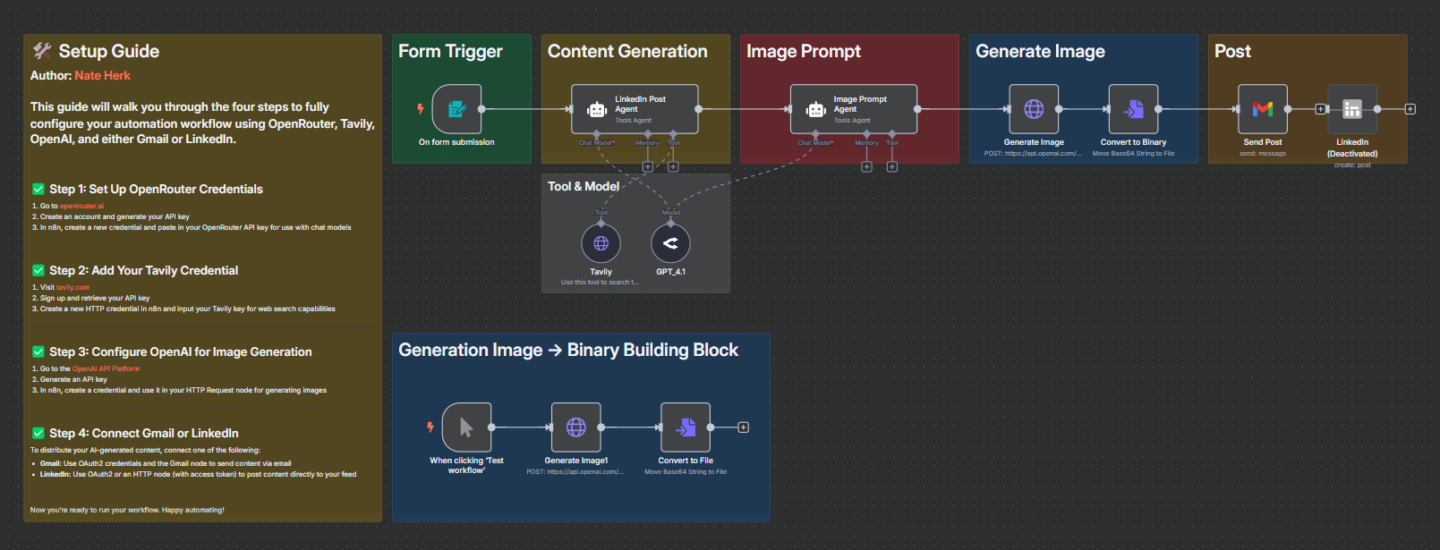 🛠️ Setup Guide
Author: Nate Herk
This guide will walk you through the four steps to fully
configure your automation workflow using OpenRouter, Tavily,
OpenAI, and either Gmail or LinkedIn.
✅ Step 1: Set Up OpenRouter Credentials
1. Go to openrouter.ai
2. Create an account and generate your API key
3. In n8n, create a new credential and paste in your OpenRouter API key for use with chat models
✅ Step 2: Add Your Tavily Credential
1. Visit tavily.com
2. Sign up and retrieve your API key
3. Create a new HTTP credential in n8n and input your Tavily key for web search capabilities
✅ Step 3: Configure OpenAI for Image Generation
1. Go to the OpenAI API Platform
2. Generate an API key
3. In n8n, create a credential and use it in your HTTP Request node for generating images
✅ Step 4: Connect Gmail or LinkedIn
To distribute your AI-generated content, connect one of the following:
• Gmail: Use OAuth2 credentials and the Gmail node to send content via email
• LinkedIn: Use OAuth2 or an HTTP node (with access token) to post content directly to your feed
Now you're ready to run your workflow. Happy automating!
Form Trigger
On form submission
Content Generation
LinkedIn Post
Agent
Tools Agent
Chat Model*
Memory
Tool
Image Prompt
Image Prompt
Agent
Tools Agent
Chat Model*
Memory
Tool
Generate Image
Generate Image
POST: https://api.openai.com/...
Convert to Binary
Move Base64 String to File
Post
Send Post
send: message
LinkedIn
(Deactivated)
create: post
Tool & Model
Tool
Model
Tavily
Use this tool to search t...
GPT_4.1
Generation Image → Binary Building Block
When clicking 'Test
workflow'
Generate Image1
POST: https://api.openai.com/...
Convert to File
Move Base64 String to File